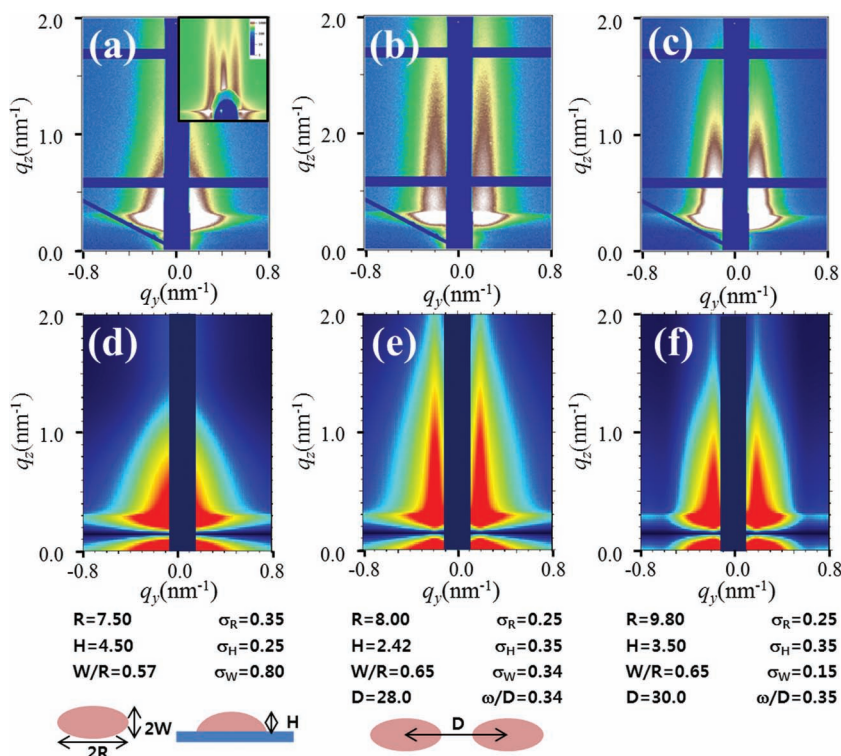 (a)
(b)
(c)
qz(nm-1)
1.0
0.0
-0.8 0.0 0.8
qy(nm-1)
qz(nm-1)
2.0
2.0
0.0
-0.8 0.0 0.8
qy(nm-1)
qz(nm-1)
2.0
1.0
0.0
-0.8 0.0 0.8
qy(nm-1)
(d)
(e)
(f)
qz(nm-1)
2.0
1.0
0.0
-0.8 0.0 0.8
qy(nm-1)
qz(nm-1)
2.0
1.0
0.0
-0.8 0.0 0.8
qy(nm-1)
qz(nm-1)
2.0
1.0
0.0
-0.8 0.0 0.8
qy(nm-1)
R=7.50 σR=0.35
H=4.50 σH=0.25
W/R=0.57 σW=0.80
R=8.00 σR=0.25
H=2.42 σH=0.35
W/R=0.65 σW=0.34
D=28.0 ω/D=0.34
R=9.80 σR=0.25
H=3.50 σH=0.35
W/R=0.65 σW=0.15
D=30.0 ω/D=0.35
2W
2R
H
D